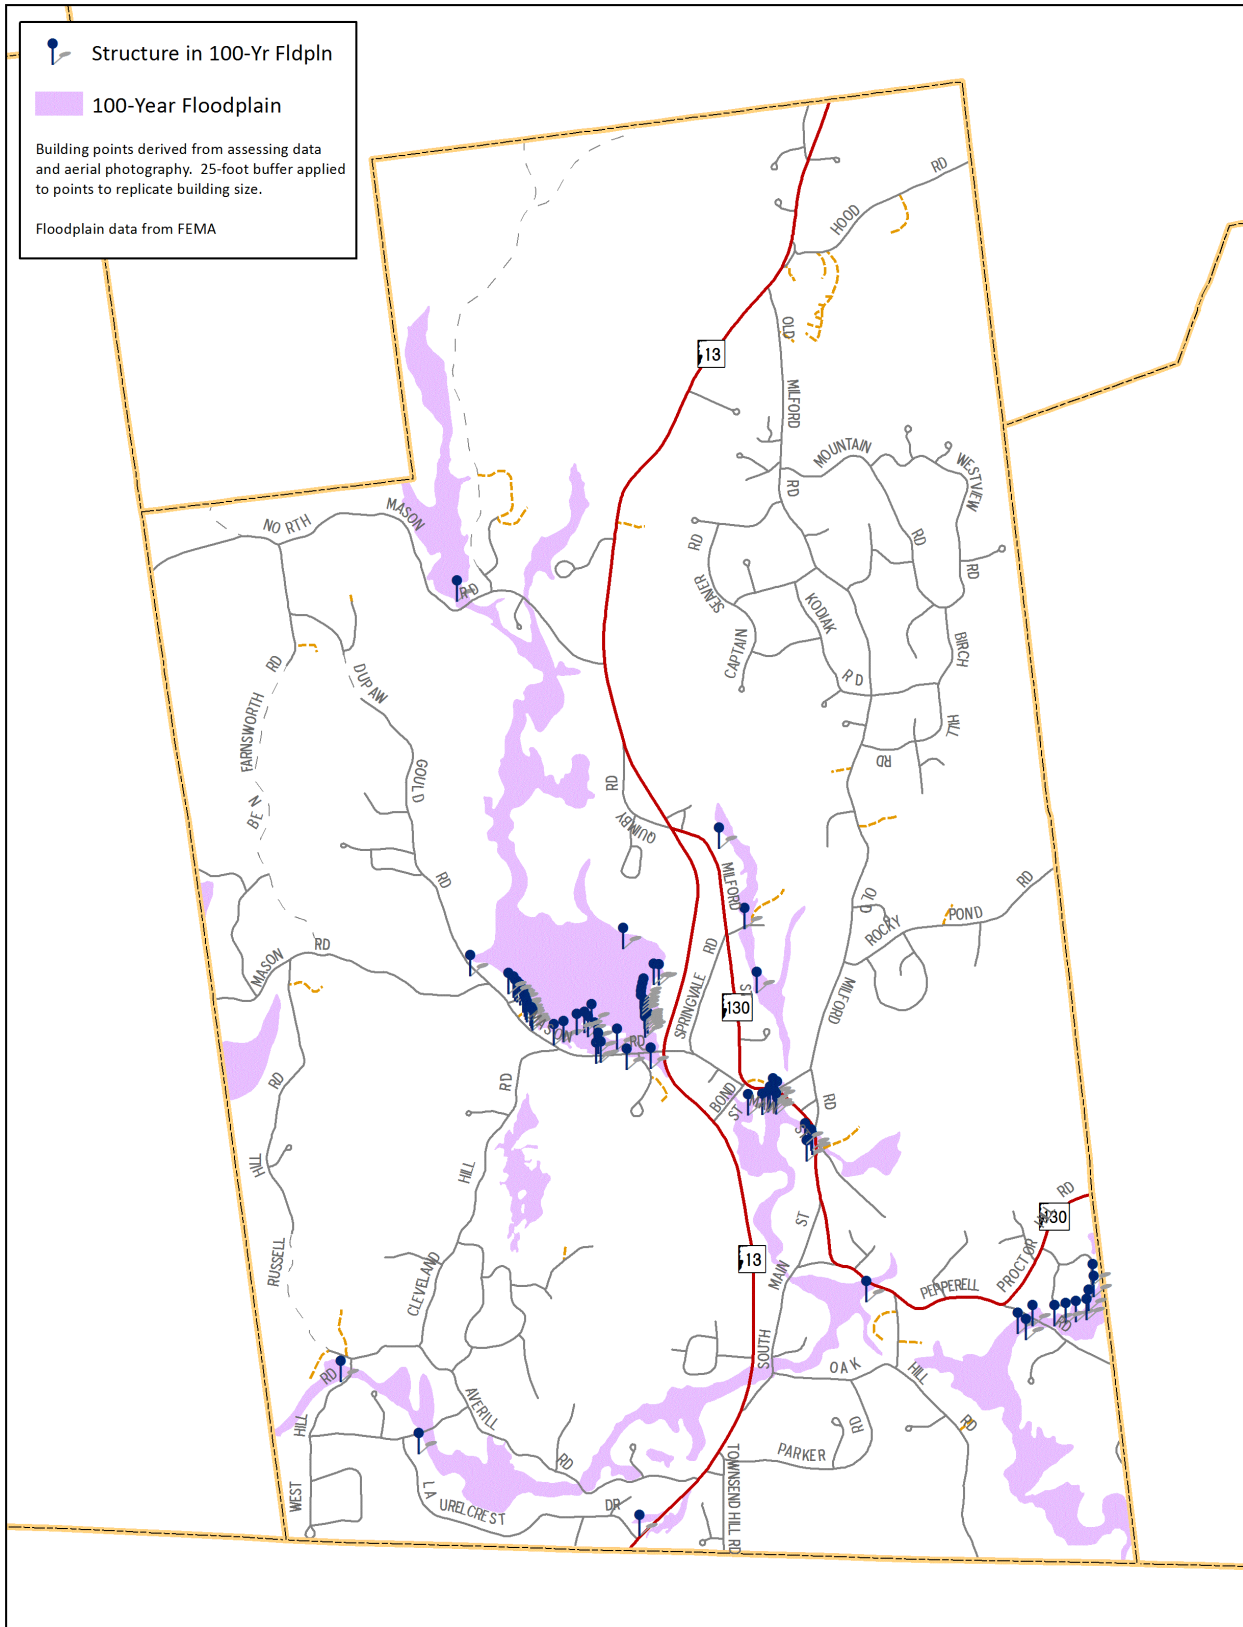 Structure in 100-Yr Fldpln
100-Year Floodplain
Building points derived from assessing data
and aerial photography. 25-foot buffer applied
to points to replicate building size.
Floodplain data from FEMA
HOOD RD
13
OLD MILFORD RD
MOUNTAIN RD
WESTVIEW RD
NORTH MASON RD
SEAVER RD
KODIAK RD
CAPTAIN
BIRCH HILL RD
FARNSWORTH RD
DUPAW
GOULD RD
BEN
QUIMBY RD
MILFORD ST
OLD MILFORD RD
ROCKY POND RD
MASON RD
SPRINGVALE RD
130
MASON RD
RD
BOND ST
MAIN ST
HILL
RUSSELL
HILL RD
CLEVELAND
SOUTH MAIN ST
PEPPERELL RD
PROCTOR RD
130
13
OAK HILL RD
RD
WEST HILL
AVERILL RD
LAURELCREST DR
PARKER RD
TOWNSEND HILL RD